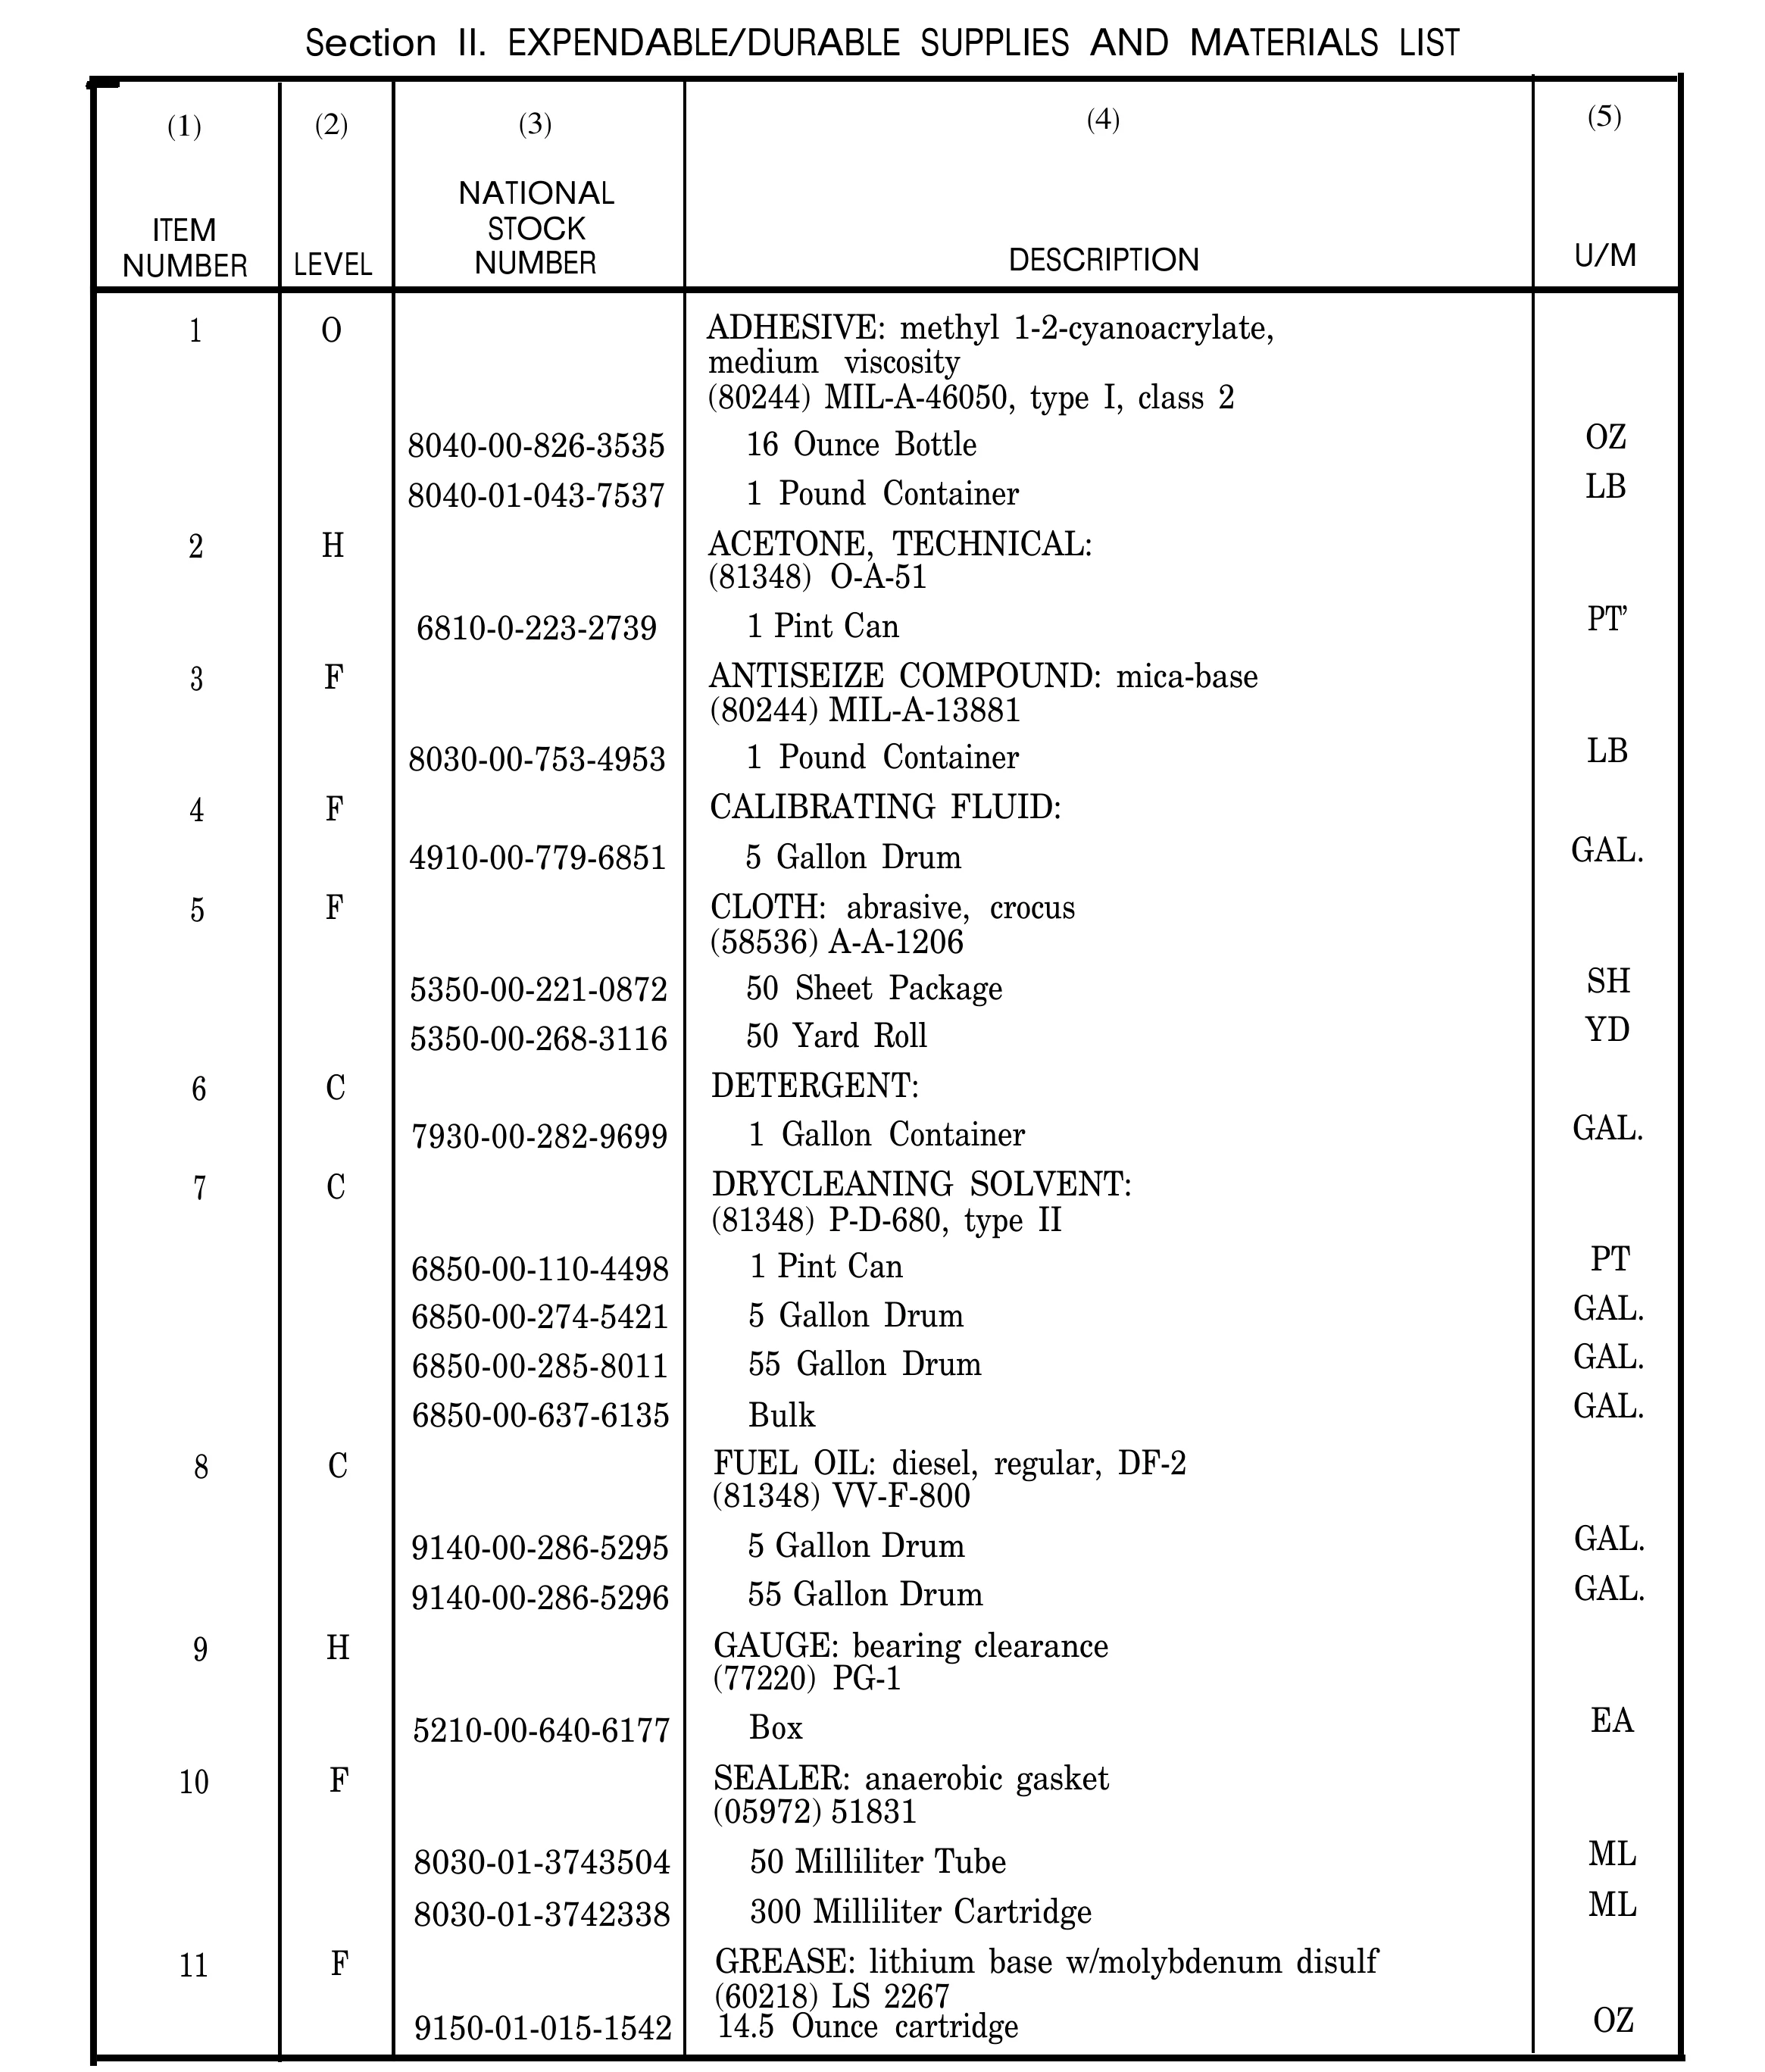 Section II. EXPENDABLE/DURABLE SUPPLIES AND MATERIALS LIST
(1) (2) (3) (4) (5)
NATIONAL
ITEM STOCK
NUMBER LEVEL NUMBER DESCRIPTION U/M
1 O ADHESIVE: methyl 1-2-cyanoacrylate,
medium viscosity
(80244) MIL-A-46050, type I, class 2
8040-00-826-3535 16 Ounce Bottle OZ
8040-01-043-7537 1 Pound Container LB
2 H ACETONE, TECHNICAL:
(81348) O-A-51
6810-0-223-2739 1 Pint Can PT'
3 F ANTISEIZE COMPOUND: mica-base
(80244) MIL-A-13881
8030-00-753-4953 1 Pound Container LB
4 F CALIBRATING FLUID:
4910-00-779-6851 5 Gallon Drum GAL.
5 F CLOTH: abrasive, crocus
(58536) A-A-1206
5350-00-221-0872 50 Sheet Package SH
5350-00-268-3116 50 Yard Roll YD
6 C DETERGENT:
7930-00-282-9699 1 Gallon Container GAL.
7 C DRYCLEANING SOLVENT:
(81348) P-D-680, type II
6850-00-110-4498 1 Pint Can PT
6850-00-274-5421 5 Gallon Drum GAL.
6850-00-285-8011 55 Gallon Drum GAL.
6850-00-637-6135 Bulk GAL.
8 C FUEL OIL: diesel, regular, DF-2
(81348) VV-F-800
9140-00-286-5295 5 Gallon Drum GAL.
9140-00-286-5296 55 Gallon Drum GAL.
9 H GAUGE: bearing clearance
(77220) PG-1
5210-00-640-6177 Box EA
10 F SEALER: anaerobic gasket
(05972) 51831
8030-01-3743504 50 Milliliter Tube ML
8030-01-3742338 300 Milliliter Cartridge ML
11 F GREASE: lithium base w/molybdenum disulf
(60218) LS 2267
9150-01-015-1542 14.5 Ounce cartridge OZ